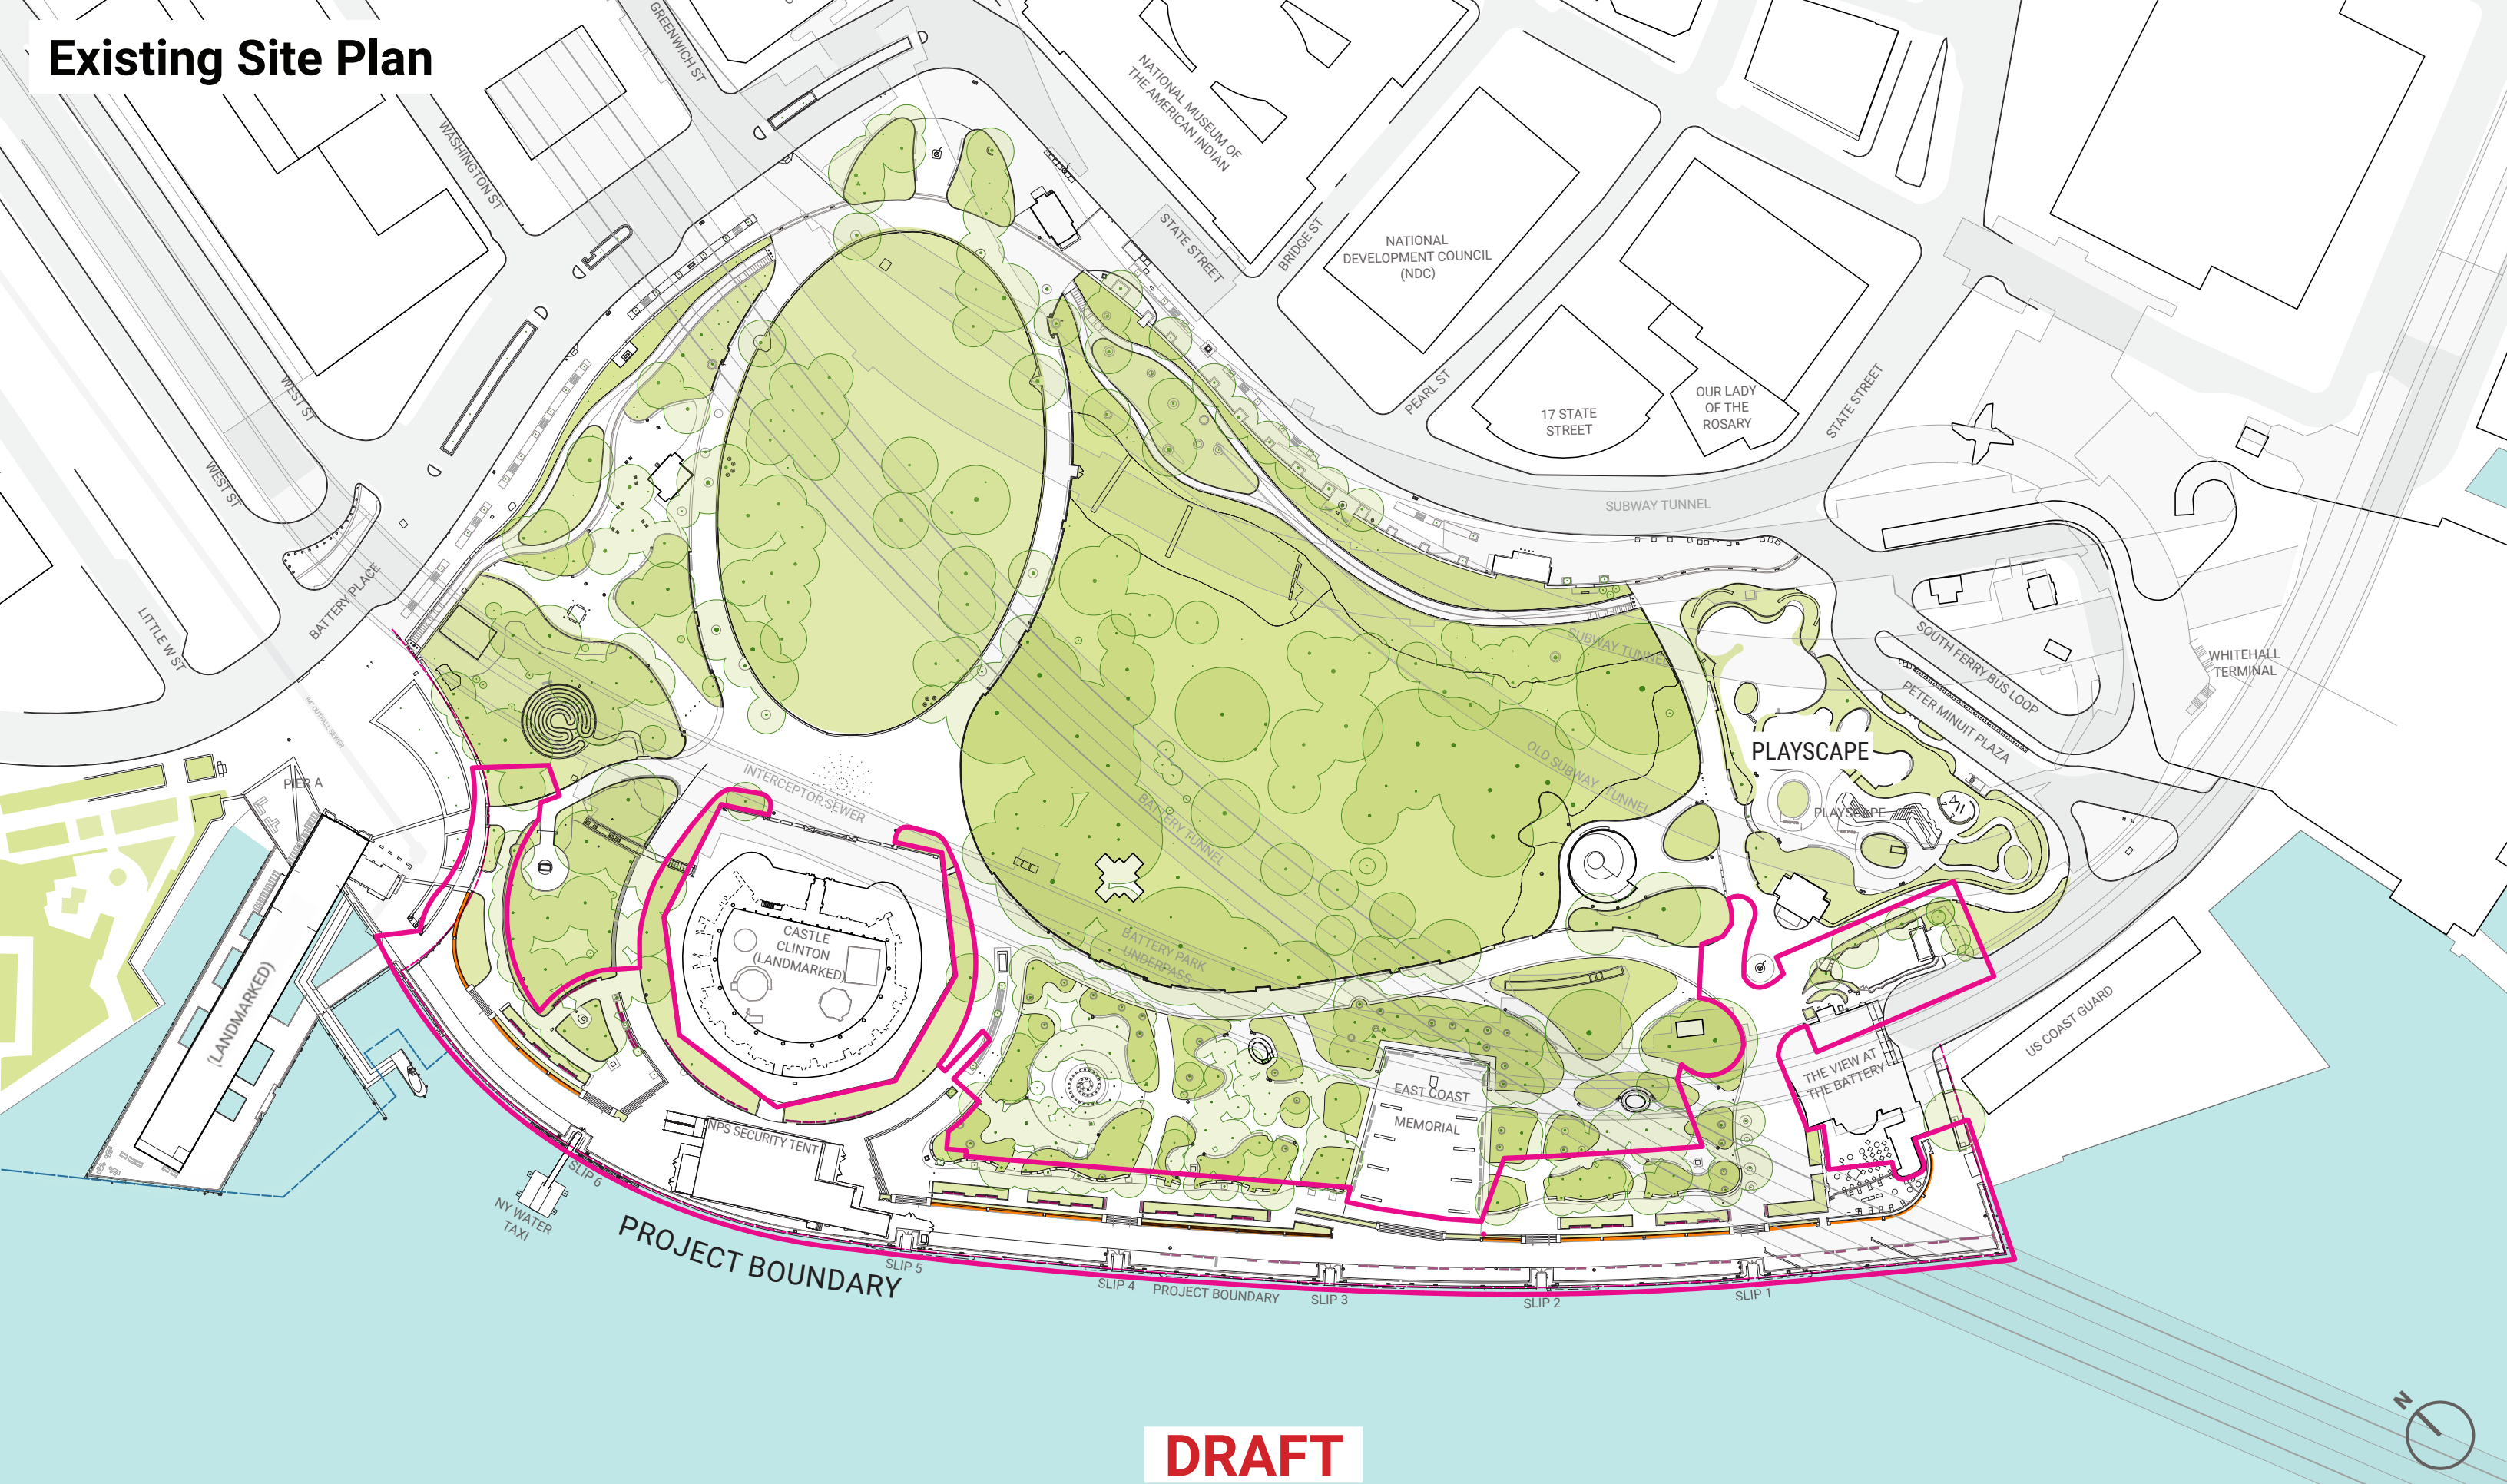 Existing Site Plan
GREENWICH ST
WASHINGTON ST
NATIONAL MUSEUM OF
THE AMERICAN INDIAN
STATE STREET
BRIDGE ST
NATIONAL
DEVELOPMENT COUNCIL
(NDC)
PEARL ST
17 STATE
STREET
OUR LADY
OF THE
ROSARY
STATE STREET
WEST ST
WEST ST
LITTLE W ST
BATTERY PLACE
SUBWAY TUNNEL
SUBWAY TUNNEL
OLD SUBWAY TUNNEL
SOUTH FERRY BUS LOOP
PETER MINUIT PLAZA
WHITEHALL
TERMINAL
84" OUTFALL SEWER
PIER A
(LANDMARKED)
INTERCEPTOR SEWER
BATTERY TUNNEL
PLAYSCAPE
PLAYSCAPE
CASTLE
CLINTON
(LANDMARKED)
BATTERY PARK
UNDERPASS
EAST COAST
MEMORIAL
THE VIEW AT
THE BATTERY
US COAST GUARD
NPS SECURITY TENT
NY WATER
TAXI
SLIP 6
PROJECT BOUNDARY
SLIP 5
SLIP 4
PROJECT BOUNDARY
SLIP 3
SLIP 2
SLIP 1
N
DRAFT